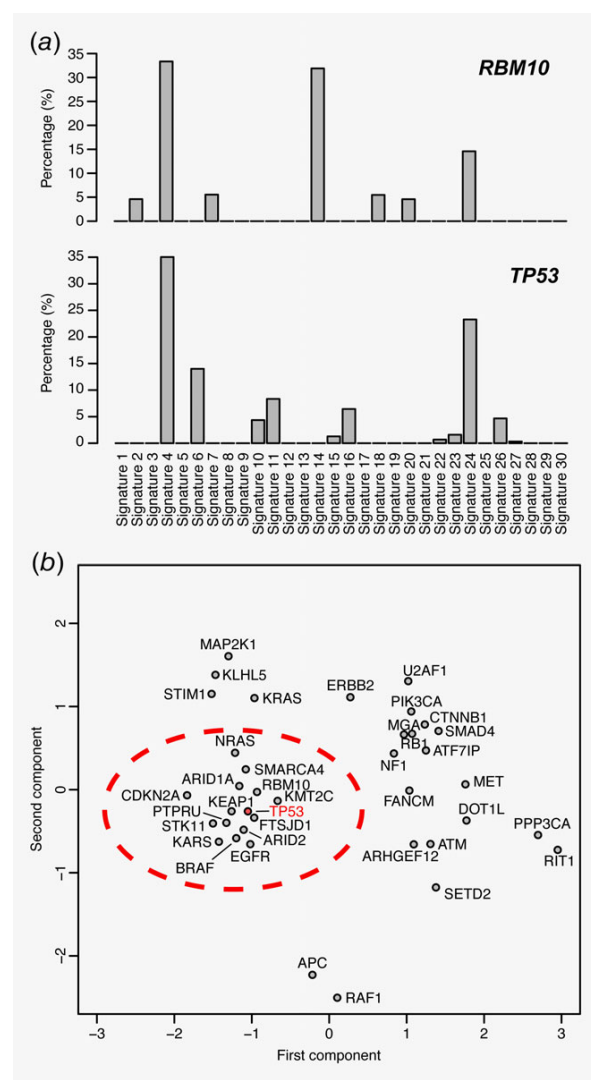 (a)
RBM10
Percentage (%)
35
30
25
20
15
10
5
0
TP53
Percentage (%)
35
30
25
20
15
10
5
0
Signature 1
Signature 2
Signature 3
Signature 4
Signature 5
Signature 6
Signature 7
Signature 8
Signature 9
Signature 10
Signature 11
Signature 12
Signature 13
Signature 14
Signature 15
Signature 16
Signature 17
Signature 18
Signature 19
Signature 20
Signature 21
Signature 22
Signature 23
Signature 24
Signature 25
Signature 26
Signature 27
Signature 28
Signature 29
Signature 30
(b)
Second component
2
1
0
−1
−2
MAP2K1
KLHL5
STIM1
KRAS
ERBB2
U2AF1
PIK3CA
CTNNB1
MGA
SMAD4
RB1
ATF7IP
NF1
NRAS
SMARCA4
ARID1A
RBM10
CDKN2A
KMT2C
KEAP1
TP53
PTPRU
FTSJD1
STK11
ARID2
KARS
EGFR
BRAF
MET
FANCM
DOT1L
PPP3CA
ARHGEF12
ATM
RIT1
SETD2
APC
RAF1
−3
−2
−1
0
1
2
3
First component